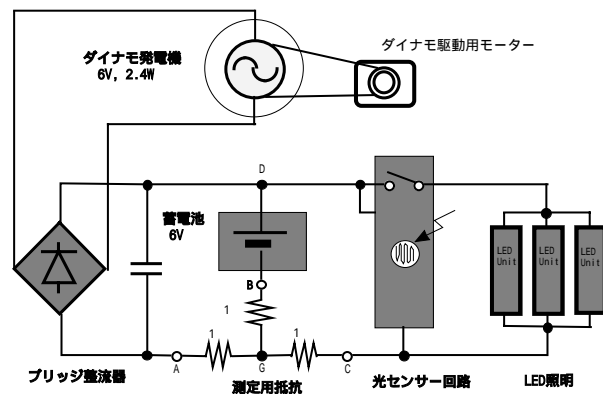 ダイナモ発電機
6V, 2.4W
ダイナモ駆動用モーター
D
蓄電池
6V
B
1
1
1
A
G
C
LED
Unit
LED
Unit
LED
Unit
ブリッジ整流器
測定用抵抗
光センサー回路
LED照明